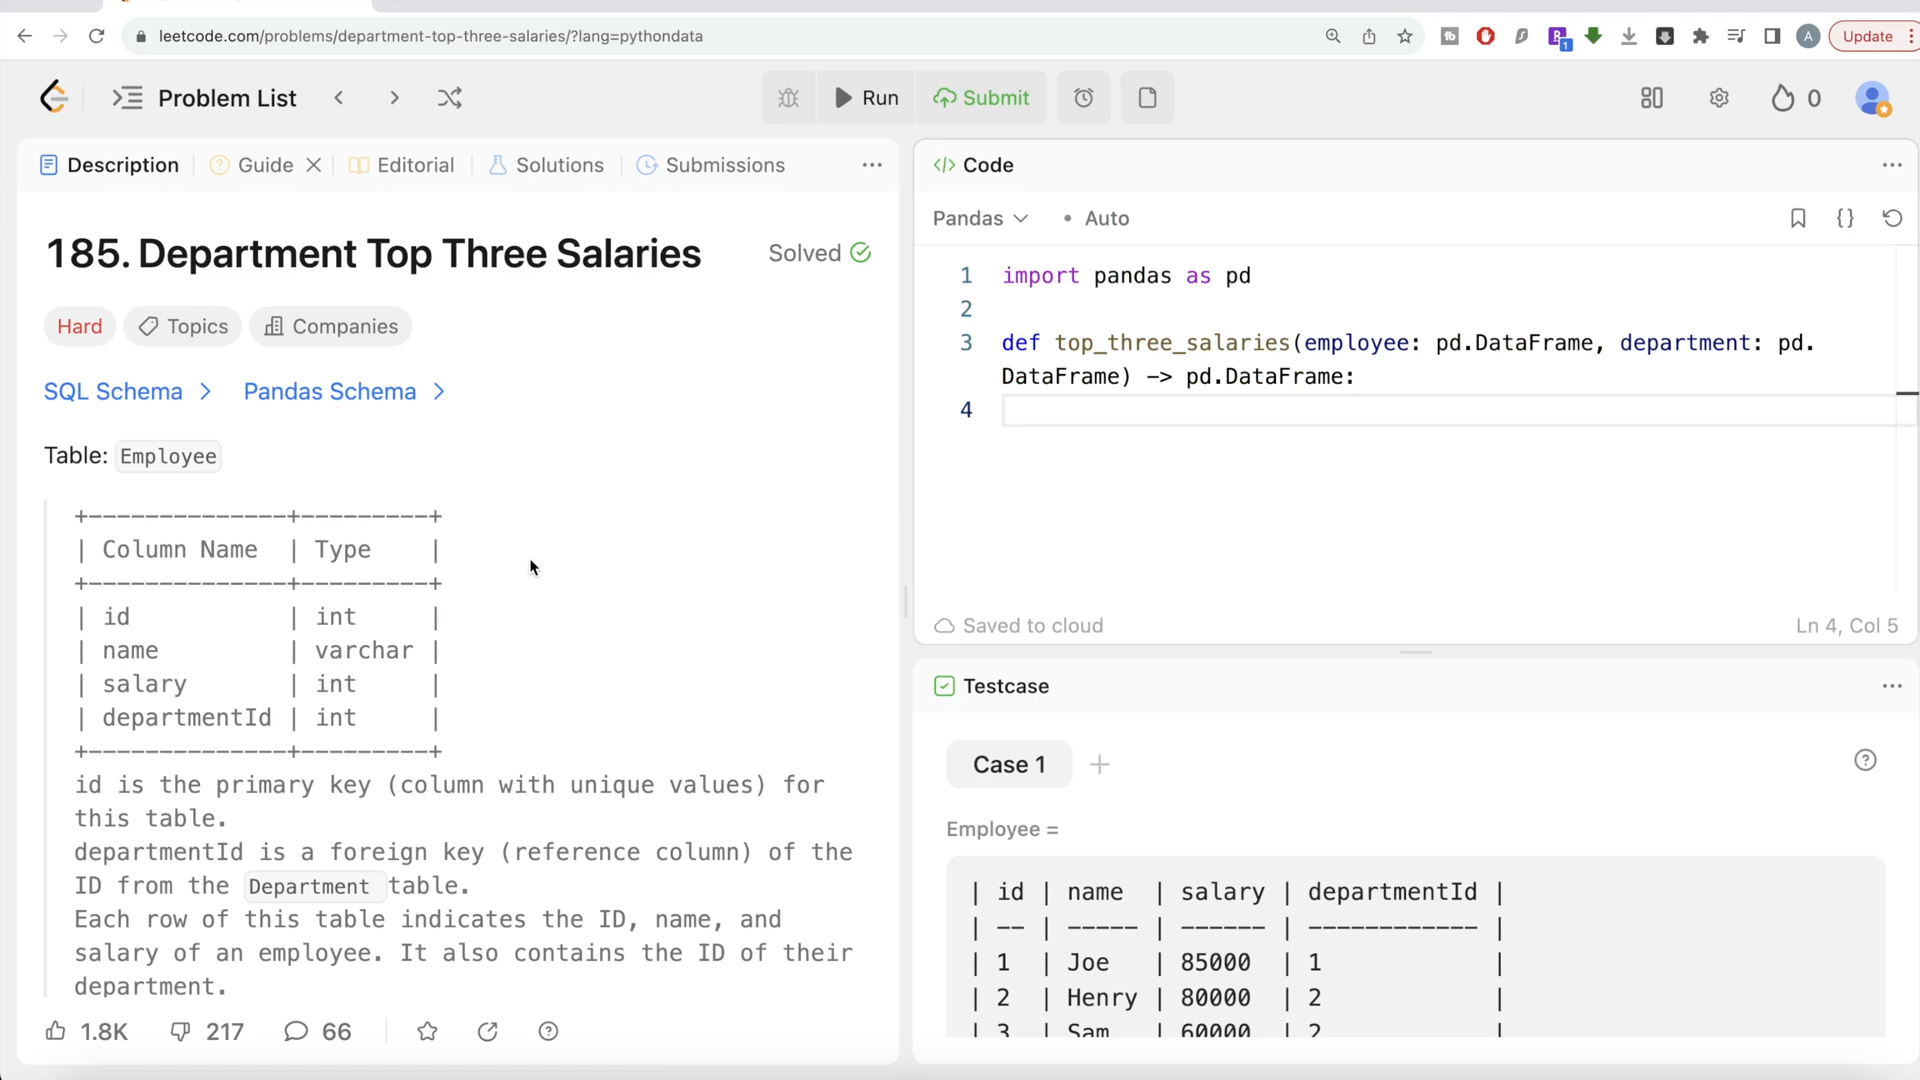 leetcode.com/problems/department-top-three-salaries/?lang=pythondata
1
A
Update
Problem List
Run
Submit
0
Description
Guide
Editorial
Solutions
Submissions
185. Department Top Three Salaries
Solved
Hard
Topics
Companies
SQL Schema
Pandas Schema
Table: Employee
+--------------+---------+
| Column Name  | Type    |
+--------------+---------+
| id           | int     |
| name         | varchar |
| salary       | int     |
| departmentId | int     |
+--------------+---------+
id is the primary key (column with unique values) for
this table.
departmentId is a foreign key (reference column) of the
ID from the Department table.
Each row of this table indicates the ID, name, and
salary of an employee. It also contains the ID of their
department.
1.8K
217
66
</> Code
Pandas
• Auto
{}
1 import pandas as pd
2
3 def top_three_salaries(employee: pd.DataFrame, department: pd.
DataFrame) -> pd.DataFrame:
4
Saved to cloud
Ln 4, Col 5
Testcase
Case 1
Employee =
| id | name  | salary | departmentId |
| -- | ----- | ------ | ------------ |
| 1  | Joe   | 85000  | 1            |
| 2  | Henry | 80000  | 2            |
| 3  | Sam   | 60000  | 2            |